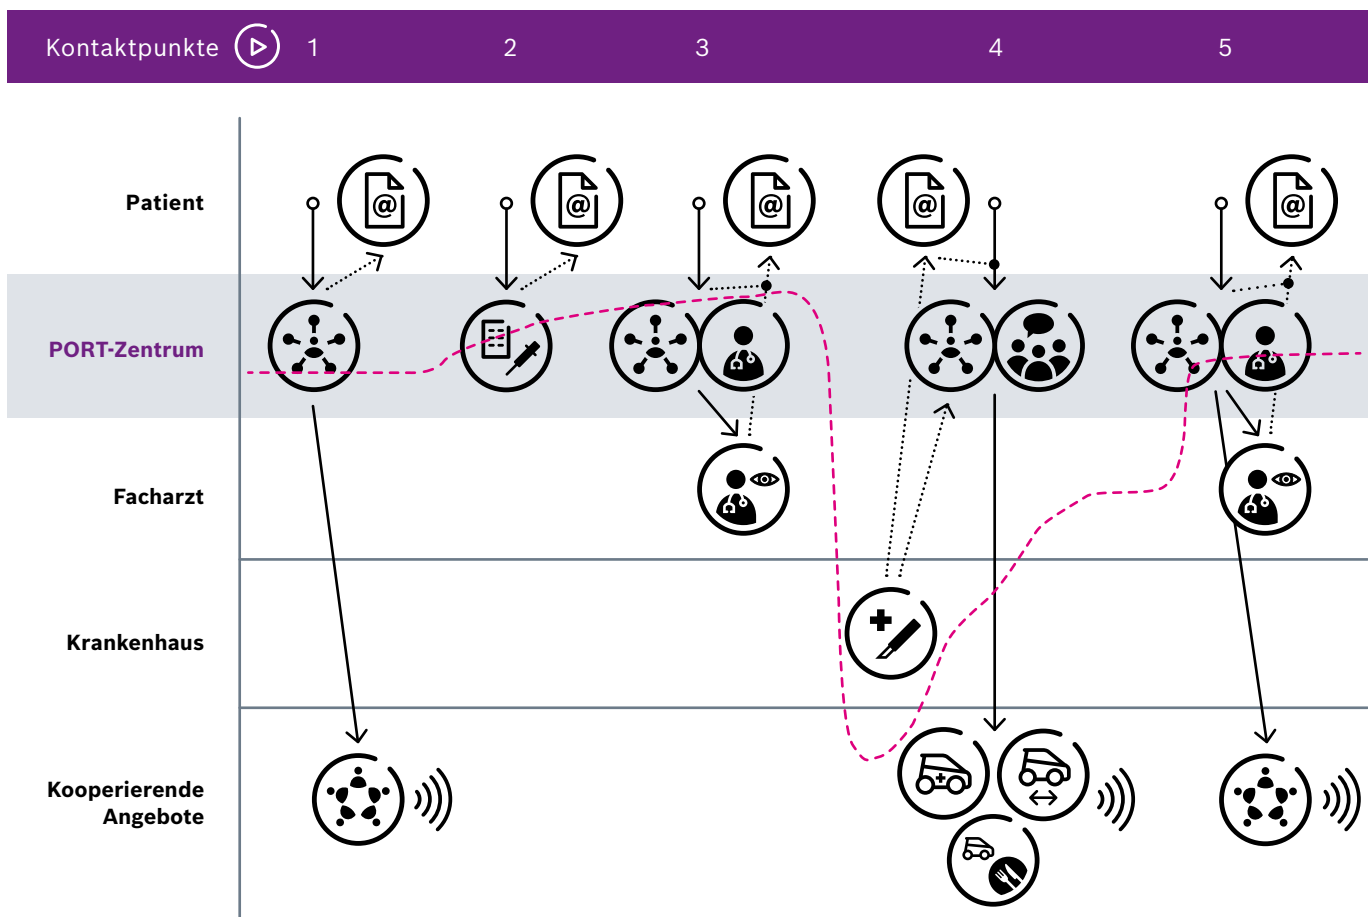 Kontaktpunkte 1 2 3 4 5
Patient
@ @ @ @ @
PORT-Zentrum
Facharzt
Krankenhaus
Kooperierende
Angebote